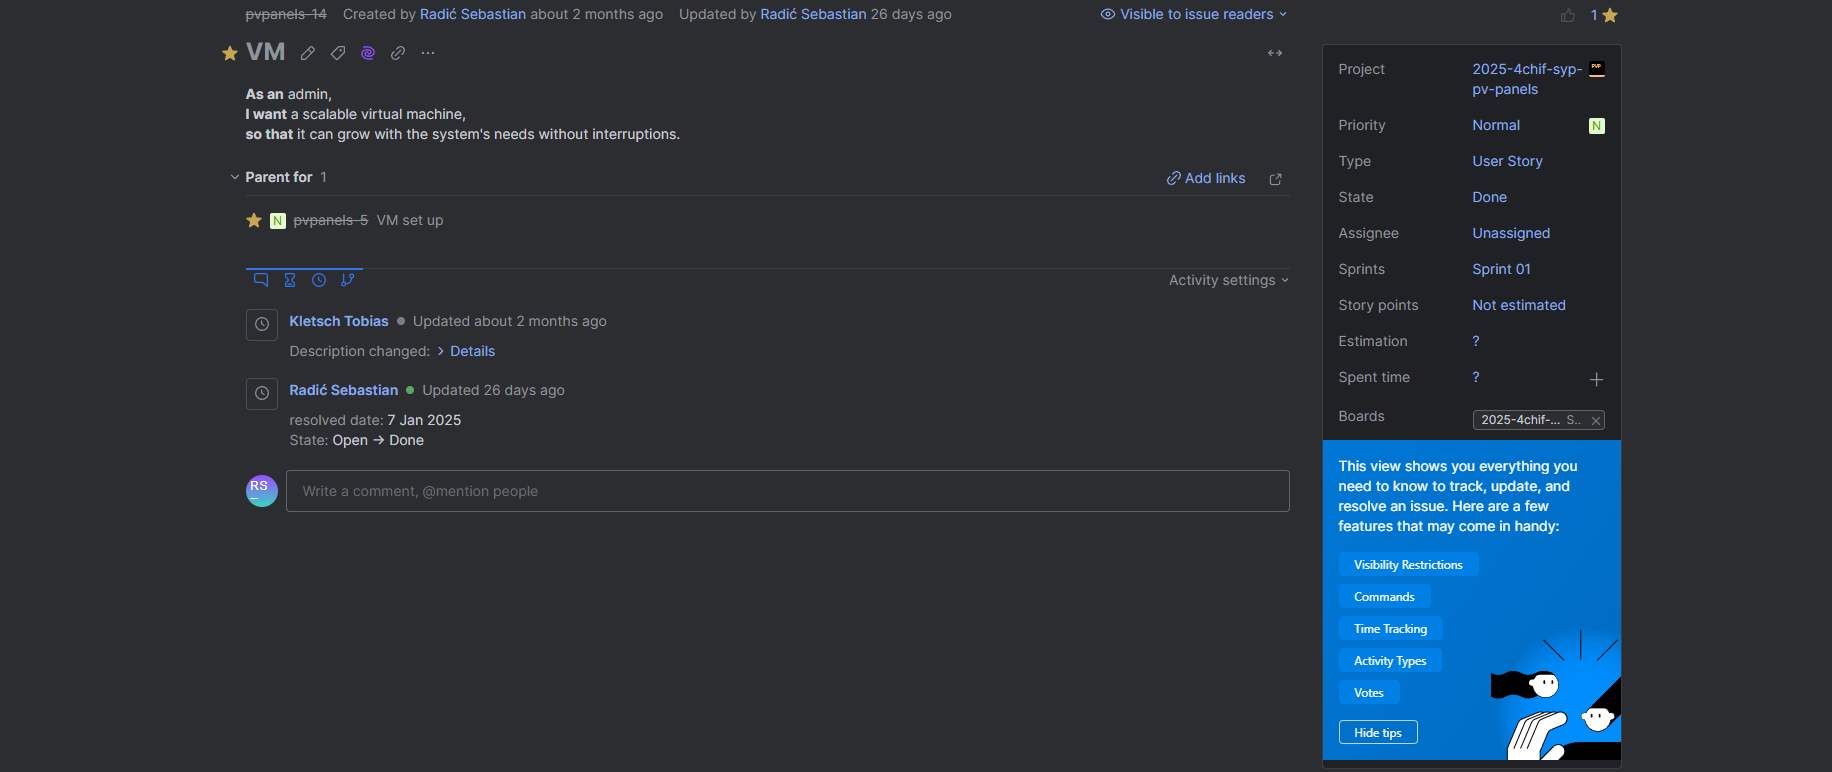 pvpanels-14 Created by Radić Sebastian about 2 months ago Updated by Radić Sebastian 26 days ago Visible to issue readers 1
VM
As an admin,
I want a scalable virtual machine,
so that it can grow with the system's needs without interruptions.
Parent for 1 Add links
N pvpanels-5 VM set up
Activity settings
Kletsch Tobias Updated about 2 months ago
Description changed: Details
Radić Sebastian Updated 26 days ago
resolved date: 7 Jan 2025
State: Open → Done
RS
Write a comment, @mention people
Project 2025-4chif-syp-
pv-panels
PVP
Priority Normal N
Type User Story
State Done
Assignee Unassigned
Sprints Sprint 01
Story points Not estimated
Estimation ?
Spent time ?
Boards 2025-4chif-... S..
This view shows you everything you
need to know to track, update, and
resolve an issue. Here are a few
features that may come in handy:
Visibility Restrictions
Commands
Time Tracking
Activity Types
Votes
Hide tips